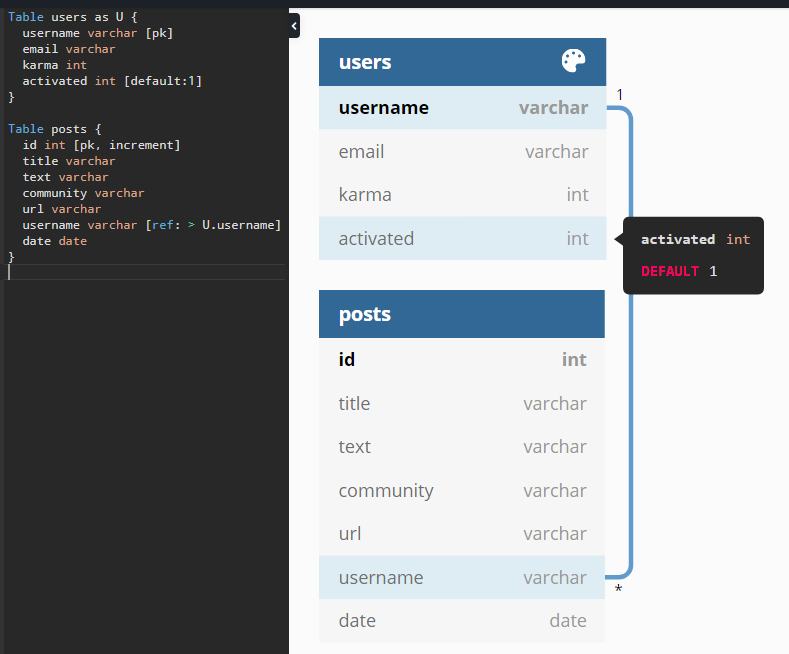 Table users as U {
  username varchar [pk]
  email varchar
  karma int
  activated int [default:1]
}

Table posts {
  id int [pk, increment]
  title varchar
  text varchar
  community varchar
  url varchar
  username varchar [ref: > U.username]
  date date
}
users
username varchar
email varchar
karma int
activated int
1
activated int
DEFAULT 1
posts
id int
title varchar
text varchar
community varchar
url varchar
username varchar
*
date date